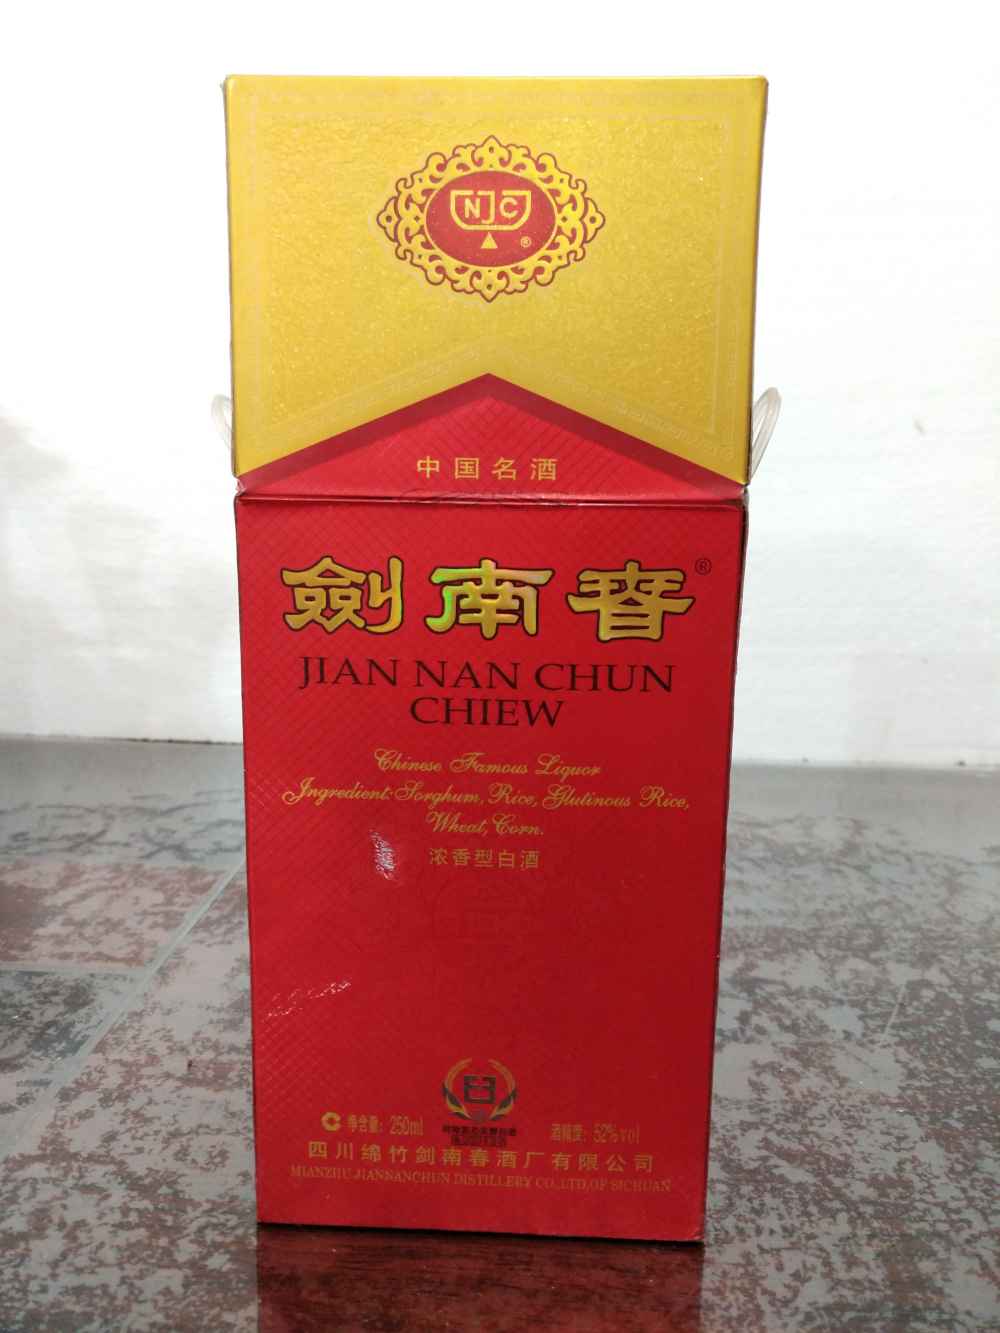 NJC
®
中国名酒
劍南春®
JIAN NAN CHUN
CHIEW
Chinese Famous Liquor
Ingredient: Sorghum, Rice, Glutinous Rice,
Wheat, Corn.
浓香型白酒
净含量: 250ml 酒精度: 52%vol
四川绵竹剑南春酒厂有限公司
MIANZHU JIANNANCHUN DISTILLERY CO.,LTD.OF SICHUAN